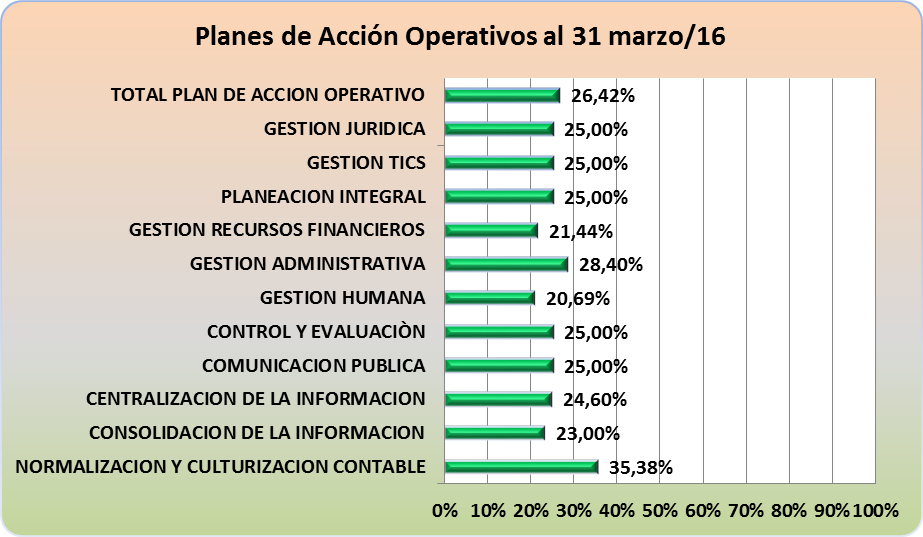 Planes de Acción Operativos al 31 marzo/16
TOTAL PLAN DE ACCION OPERATIVO 26,42%
GESTION JURIDICA 25,00%
GESTION TICS 25,00%
PLANEACION INTEGRAL 25,00%
GESTION RECURSOS FINANCIEROS 21,44%
GESTION ADMINISTRATIVA 28,40%
GESTION HUMANA 20,69%
CONTROL Y EVALUACIÒN 25,00%
COMUNICACION PUBLICA 25,00%
CENTRALIZACION DE LA INFORMACION 24,60%
CONSOLIDACION DE LA INFORMACION 23,00%
NORMALIZACION Y CULTURIZACION CONTABLE 35,38%
0% 10% 20% 30% 40% 50% 60% 70% 80% 90% 100%